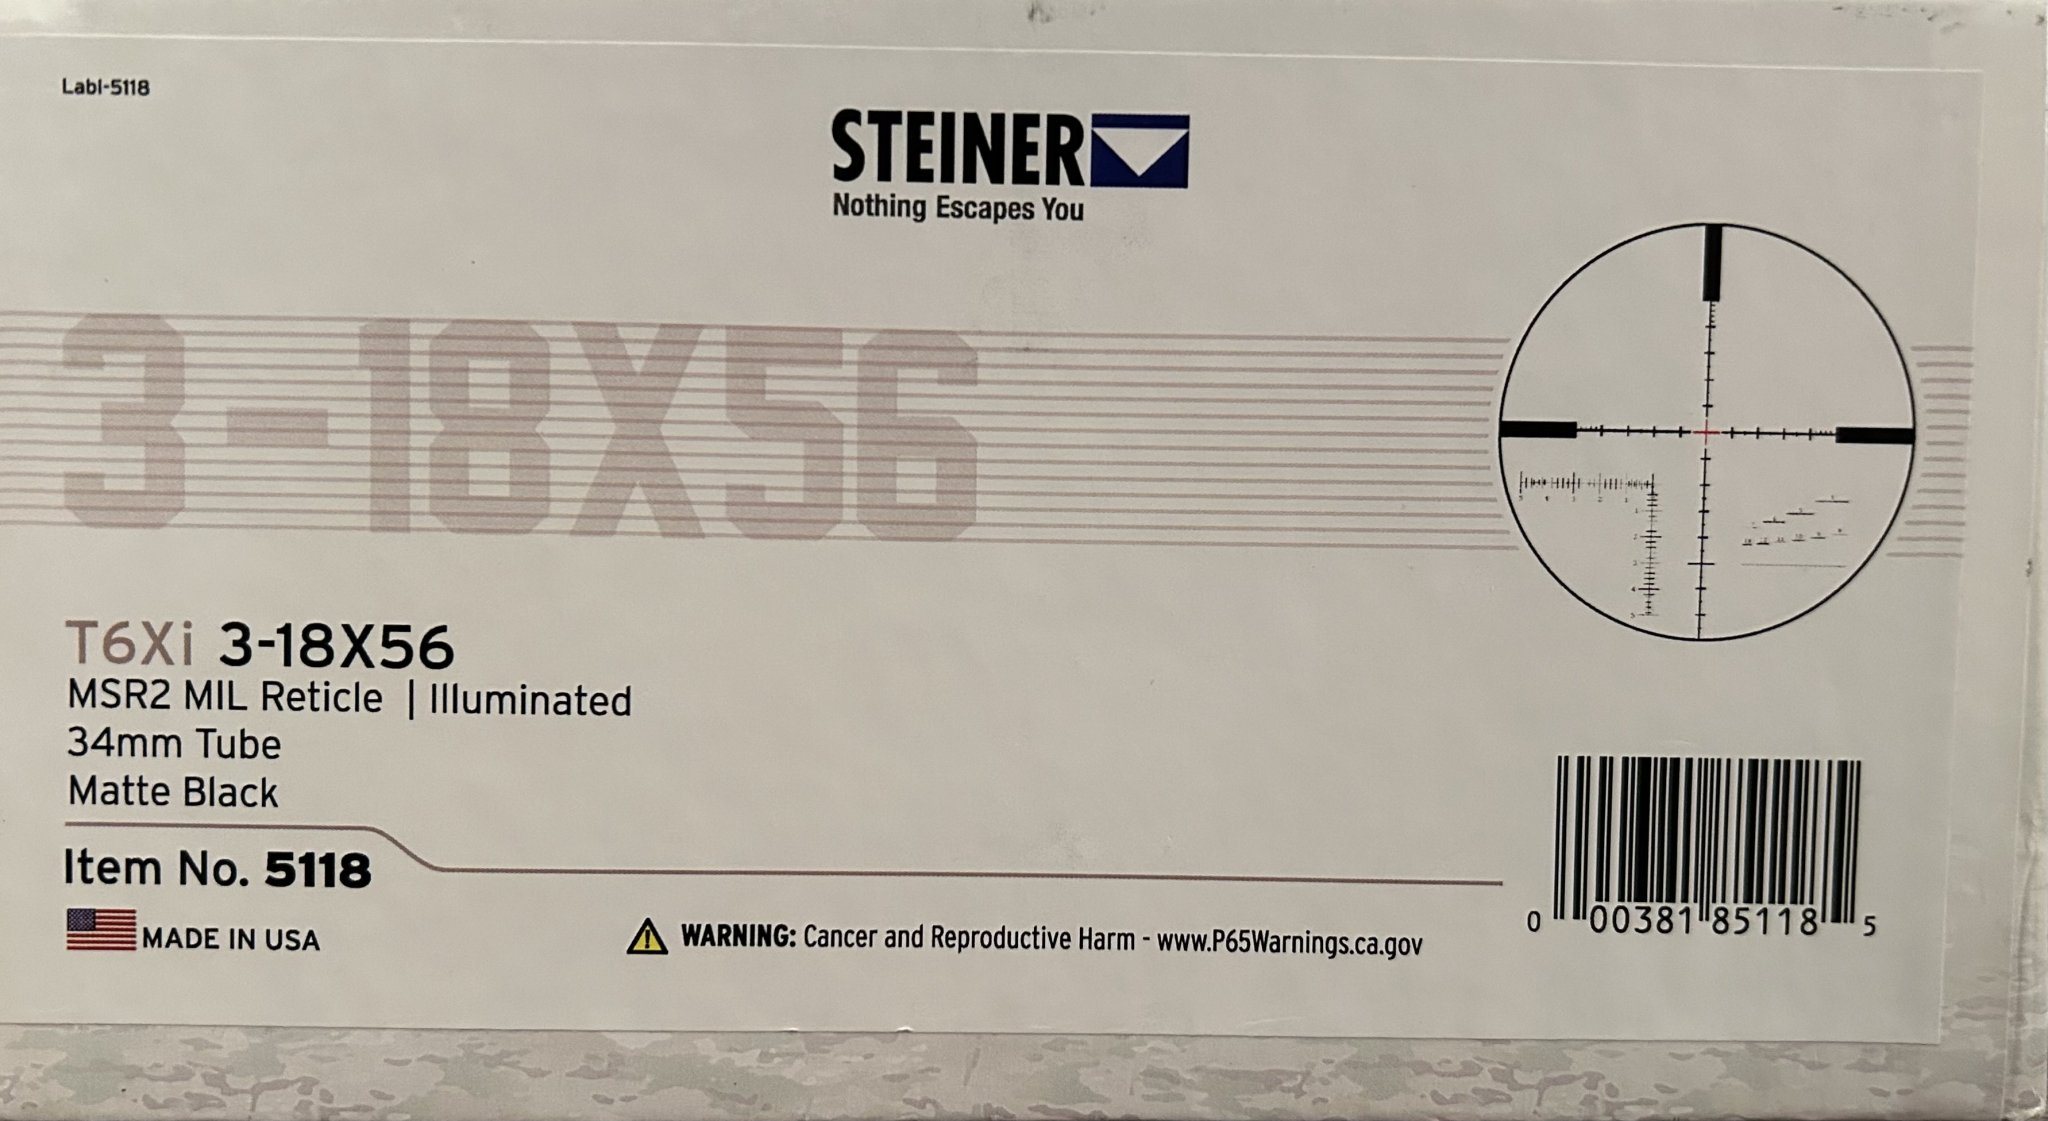 Labl-5118
STEINER
Nothing Escapes You
3-18X56
T6Xi 3-18X56
MSR2 MIL Reticle | Illuminated
34mm Tube
Matte Black
Item No. 5118
MADE IN USA
WARNING: Cancer and Reproductive Harm - www.P65Warnings.ca.gov
0 00381 85118 5